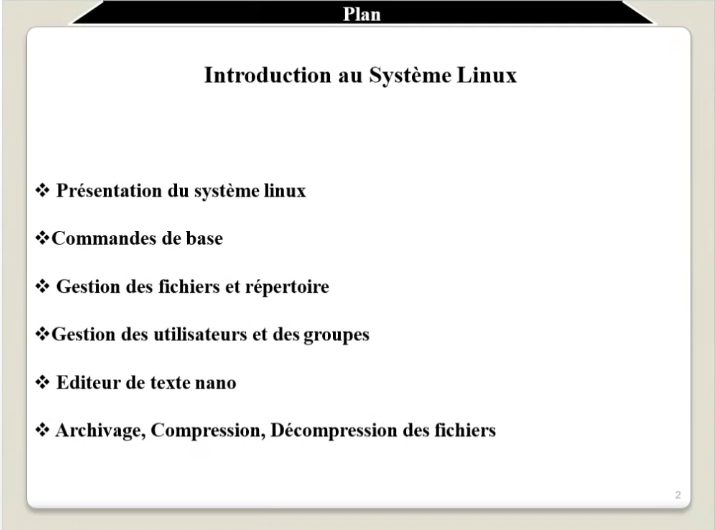 Plan
Introduction au Système Linux
❖ Présentation du système linux
❖Commandes de base
❖ Gestion des fichiers et répertoire
❖Gestion des utilisateurs et des groupes
❖ Editeur de texte nano
❖ Archivage, Compression, Décompression des fichiers
2